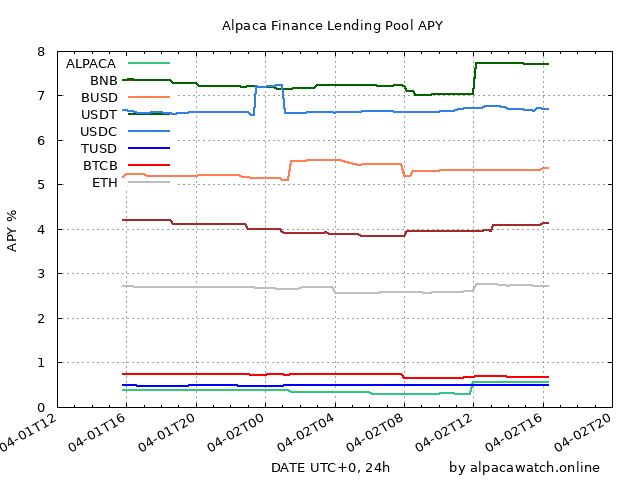 Alpaca Finance Lending Pool APY
8
7
6
5
4
3
2
1
0
APY %
ALPACA
BNB
BUSD
USDT
USDC
TUSD
BTCB
ETH
04-01T12
04-01T16
04-01T20
04-02T00
04-02T04
04-02T08
04-02T12
04-02T16
04-02T20
DATE UTC+0, 24h
by alpacawatch.online